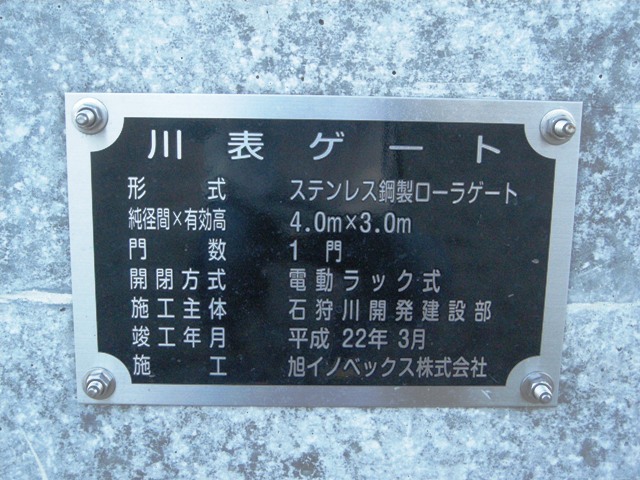 川表ゲート
形式 ステンレス鋼製ローラゲート
純径間×有効高 4.0m×3.0m
門数 1門
開閉方式 電動ラック式
施工主体 石狩川開発建設部
竣工年月 平成22年3月
施工 旭イノベックス株式会社